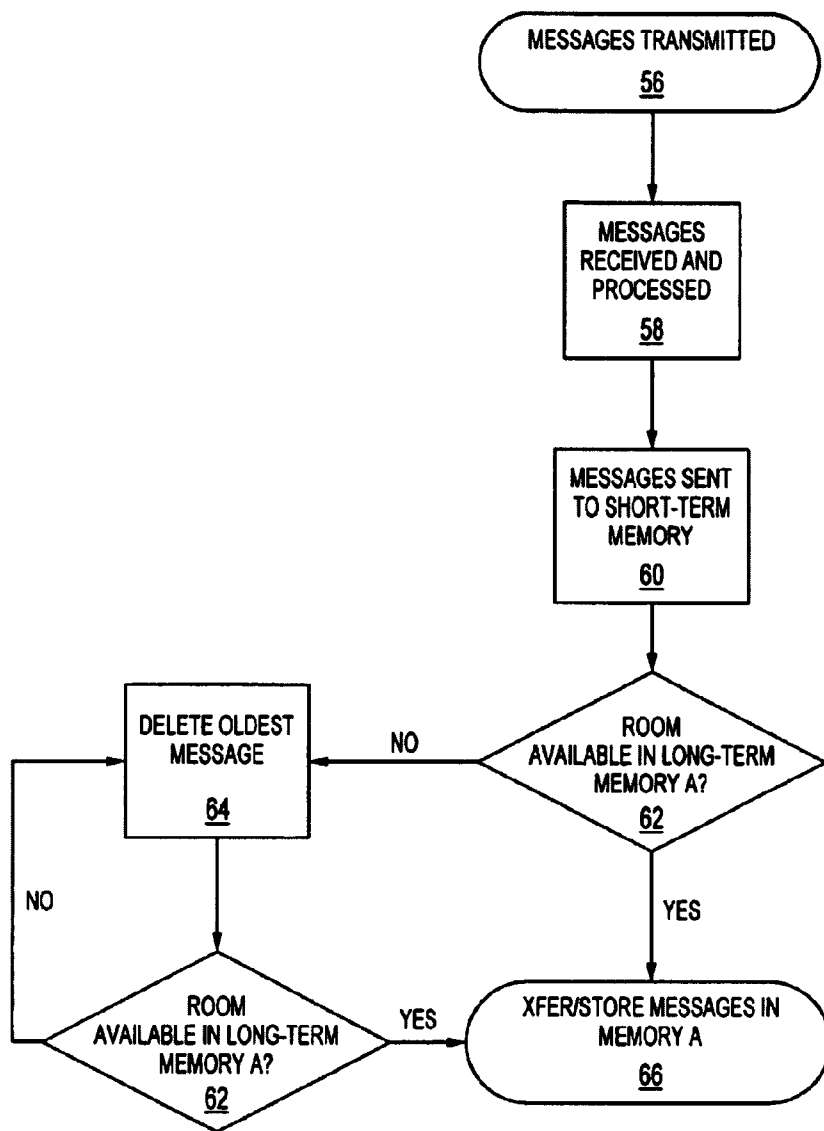 MESSAGES TRANSMITTED
56
MESSAGES
RECEIVED AND
PROCESSED
58
MESSAGES SENT
TO SHORT-TERM
MEMORY
60
ROOM
AVAILABLE IN LONG-TERM
MEMORY A?
62
NO
DELETE OLDEST
MESSAGE
64
NO
YES
ROOM
AVAILABLE IN LONG-TERM
MEMORY A?
62
YES
XFER/STORE MESSAGES IN
MEMORY A
66